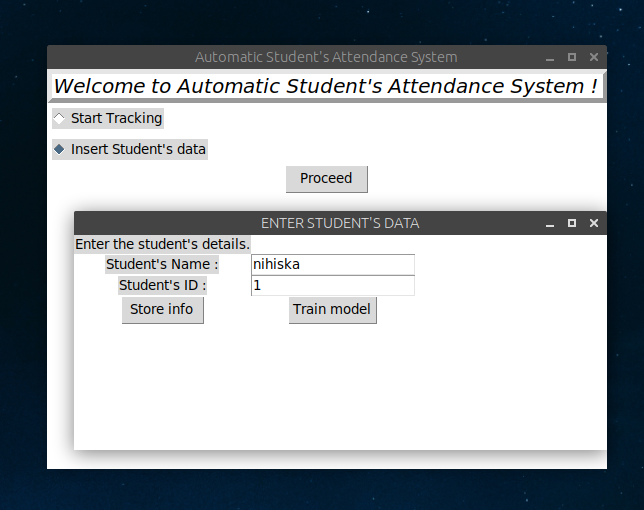 Automatic Student's Attendance System
Welcome to Automatic Student's Attendance System !
Start Tracking
Insert Student's data
Proceed
ENTER STUDENT'S DATA
Enter the student's details.
Student's Name : nihiska
Student's ID : 1
Store info Train model